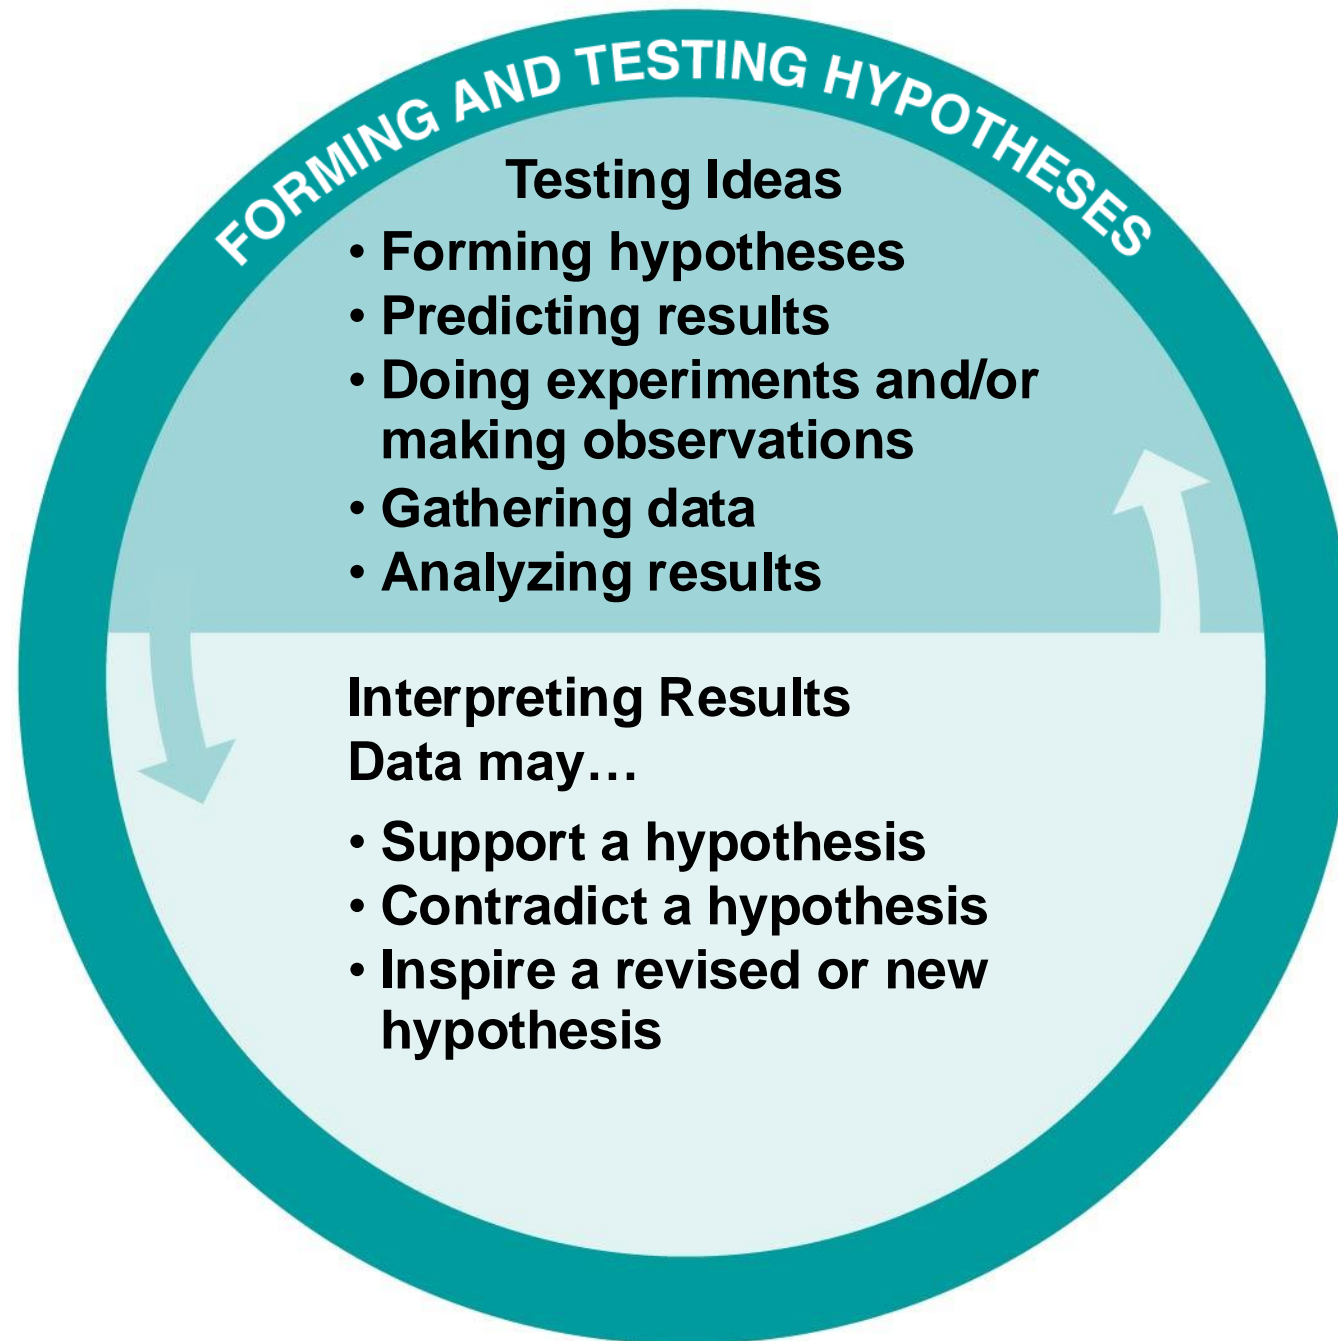 FORMING AND TESTING HYPOTHESES
Testing Ideas
• Forming hypotheses
• Predicting results
• Doing experiments and/or
making observations
• Gathering data
• Analyzing results
Interpreting Results
Data may…
• Support a hypothesis
• Contradict a hypothesis
• Inspire a revised or new
hypothesis